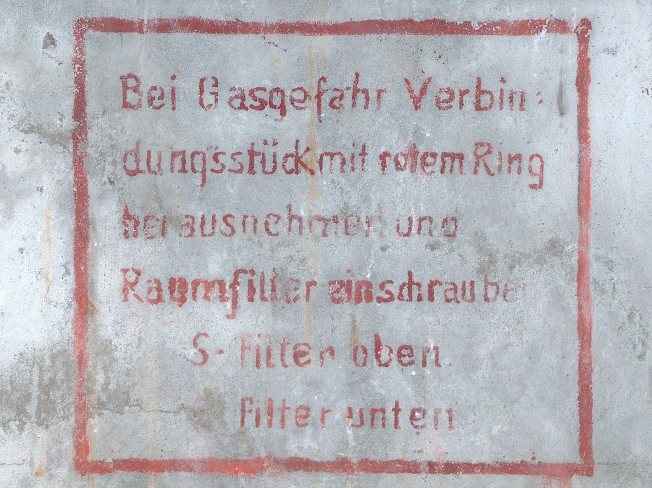 Bei Gasgefahr Verbin-
dungsstück mit rotem Ring
herausnehmen und
Raumfilter einschrauben
S-Filter oben
Filter unten